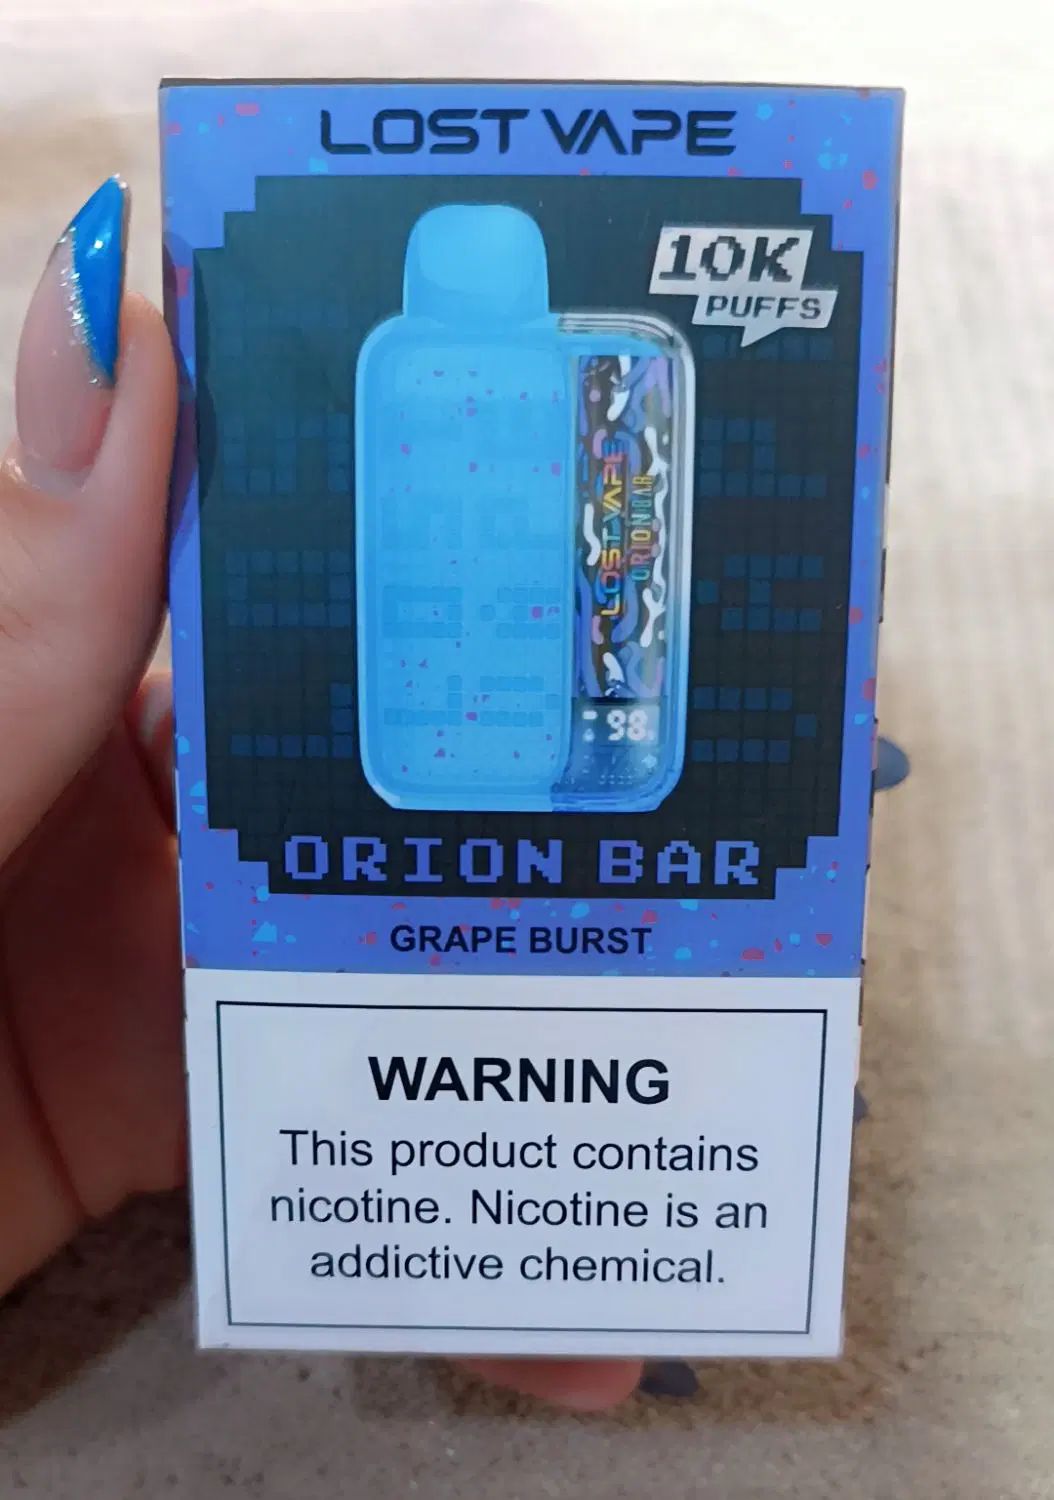 LOST VAPE
10K
PUFFS
LOST VAPE
ORION BAR
98
ORION BAR
GRAPE BURST
WARNING
This product contains
nicotine. Nicotine is an
addictive chemical.